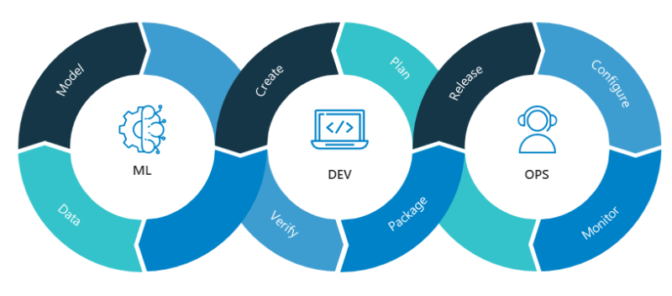 Model
Data
ML
Create
Plan
Verify
Package
DEV
Release
Configure
Monitor
OPS